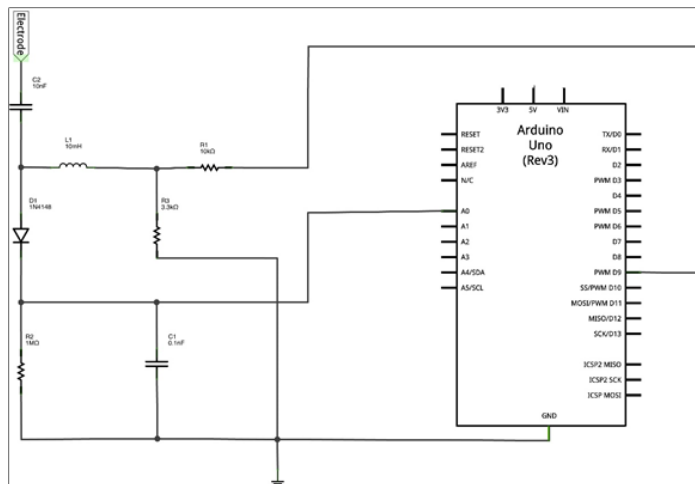 Electrode
C2
10nF
L1
10mH
R1
10kΩ
D1
1N4148
R3
3.3kΩ
R2
1MΩ
C1
0.1nF
3V3
5V
VIN
Arduino
Uno
(Rev3)
RESET
RESET2
AREF
N/C
A0
A1
A2
A3
A4/SDA
A5/SCL
TX/D0
RX/D1
D2
PWM D3
D4
PWM D5
PWM D6
D7
D8
PWM D9
SS/PWM D10
MOSI/PWM D11
MISO/D12
SCK/D13
ICSP2 MISO
ICSP2 SCK
ICSP MOSI
GND